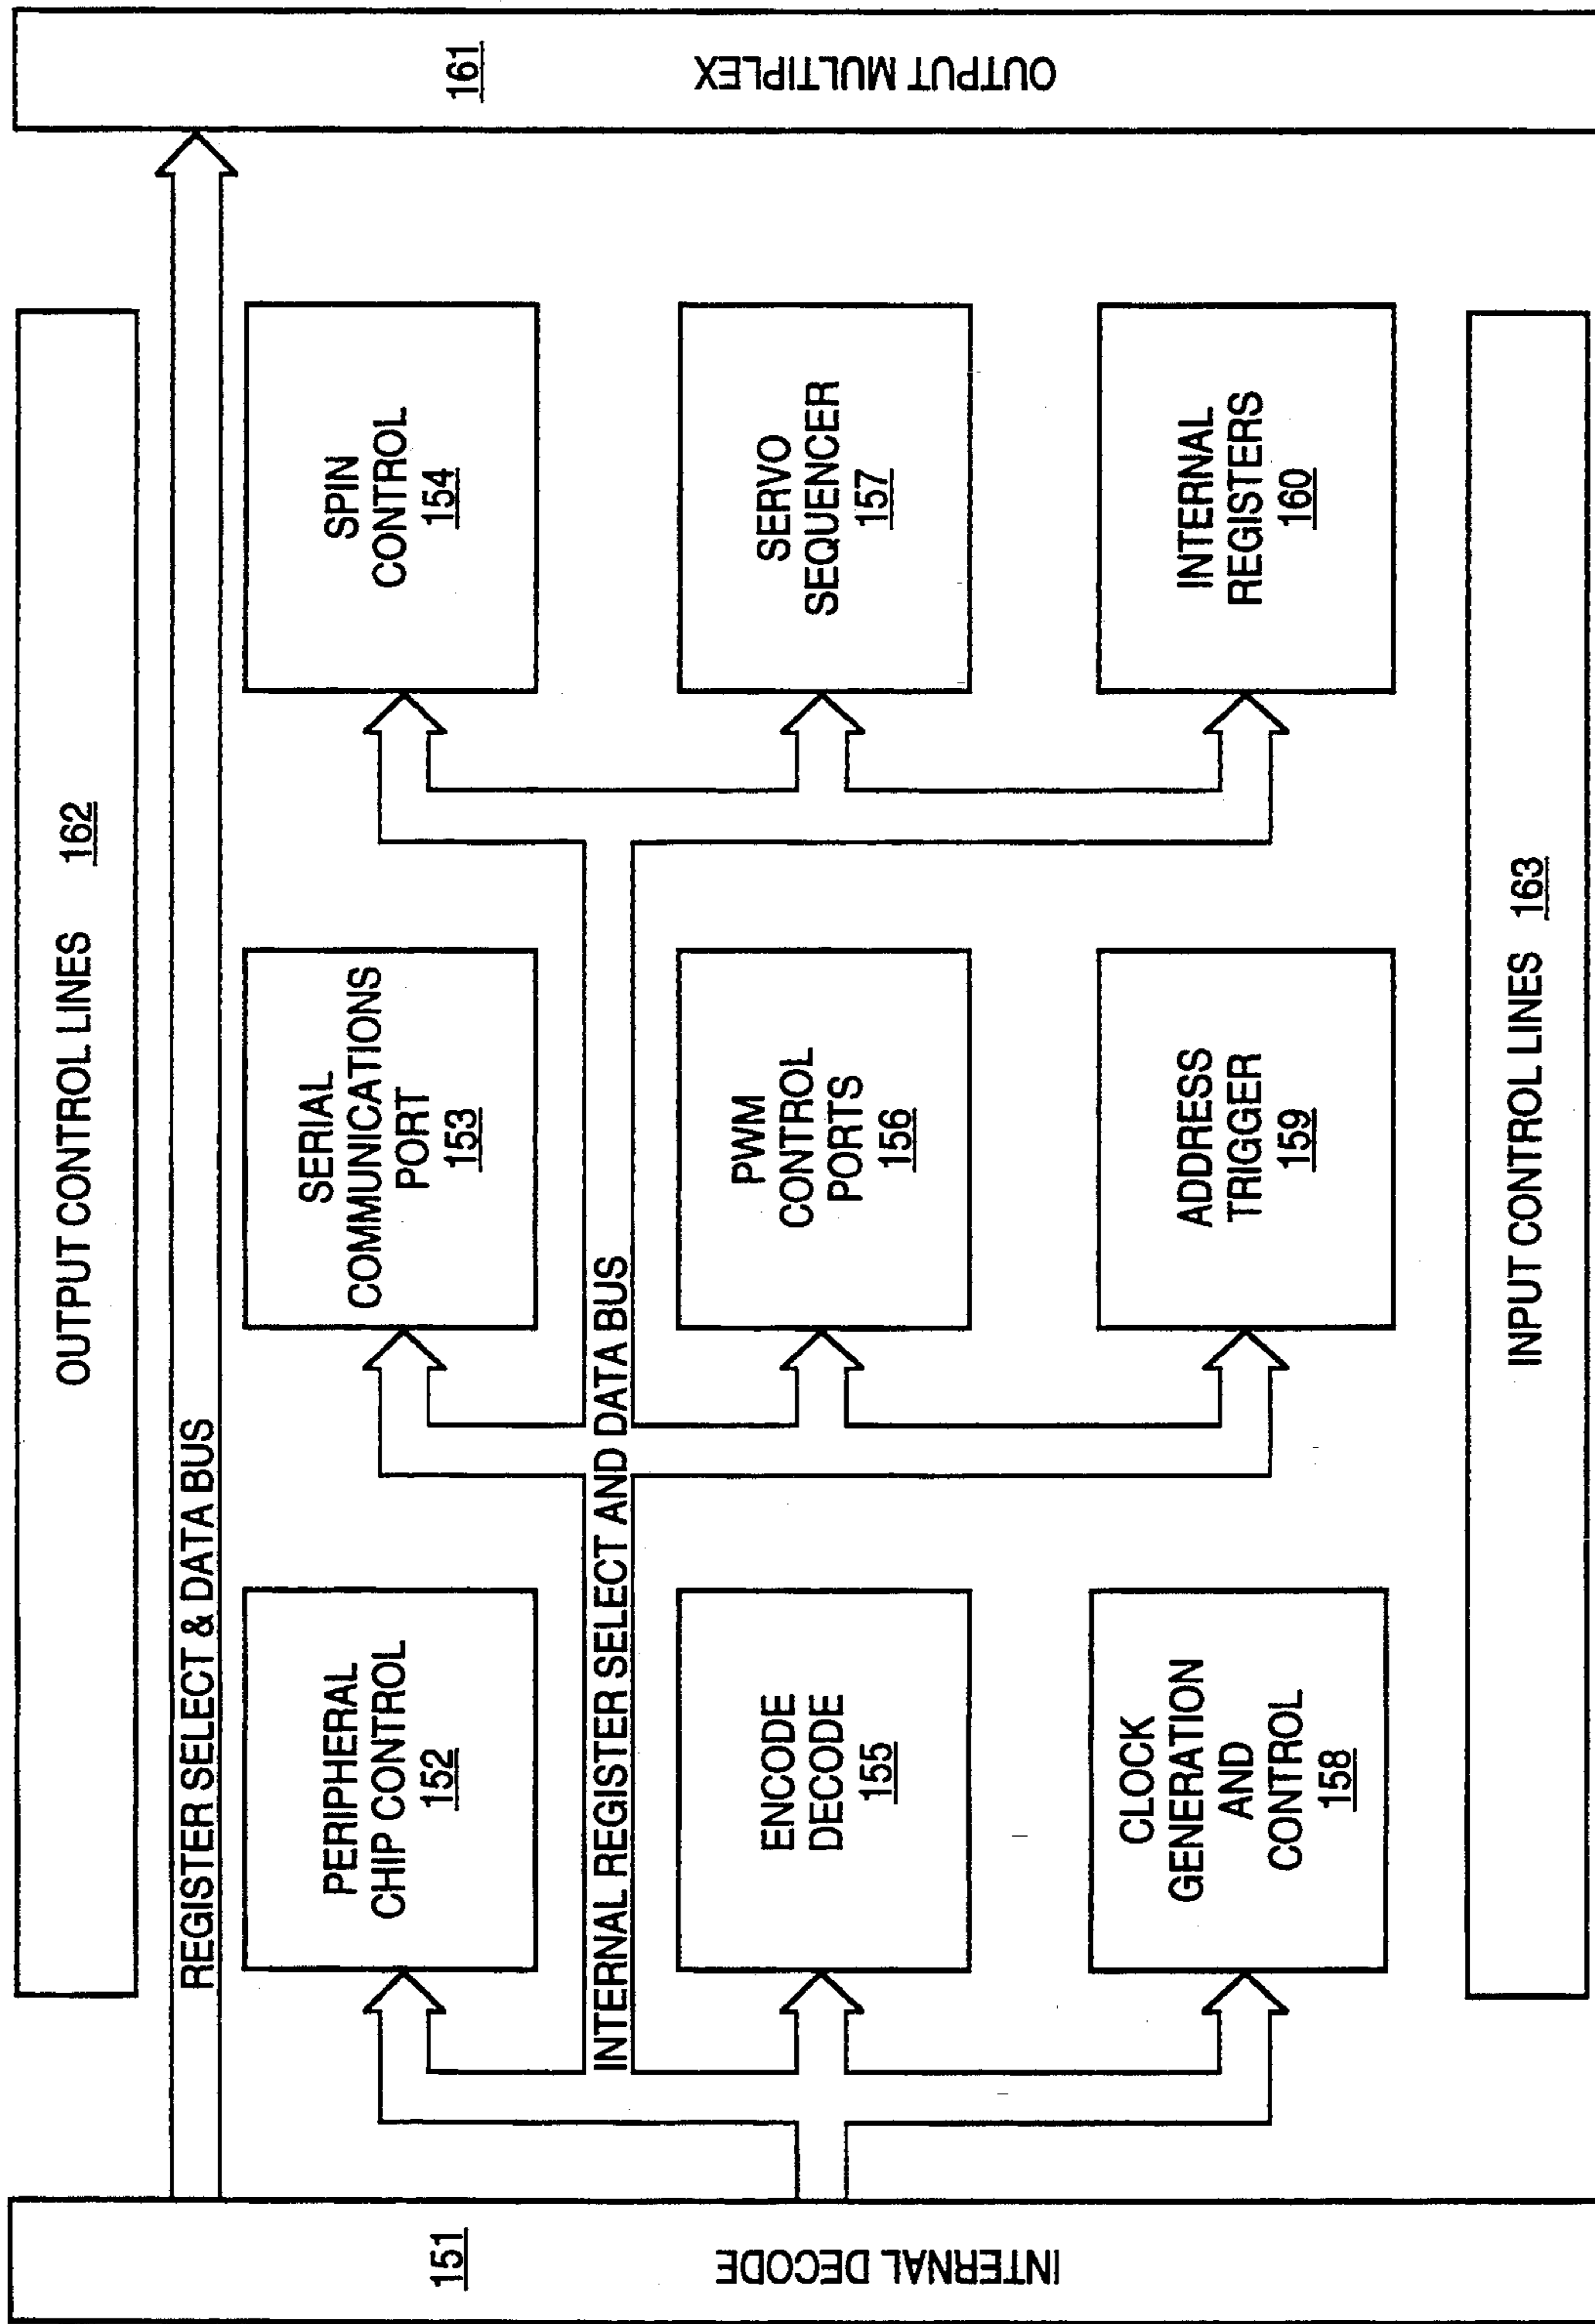 OUTPUT CONTROL LINES 162
REGISTER SELECT & DATA BUS
INTERNAL DECODE
151
PERIPHERAL
CHIP CONTROL
152
SERIAL
COMMUNICATIONS
PORT
153
SPIN
CONTROL
154
INTERNAL REGISTER SELECT AND DATA BUS
ENCODE
DECODE
155
PWM
CONTROL
PORTS
156
SERVO
SEQUENCER
157
CLOCK
GENERATION
AND
CONTROL
158
ADDRESS
TRIGGER
159
INTERNAL
REGISTERS
160
161
OUTPUT MULTIPLEX
INPUT CONTROL LINES 163